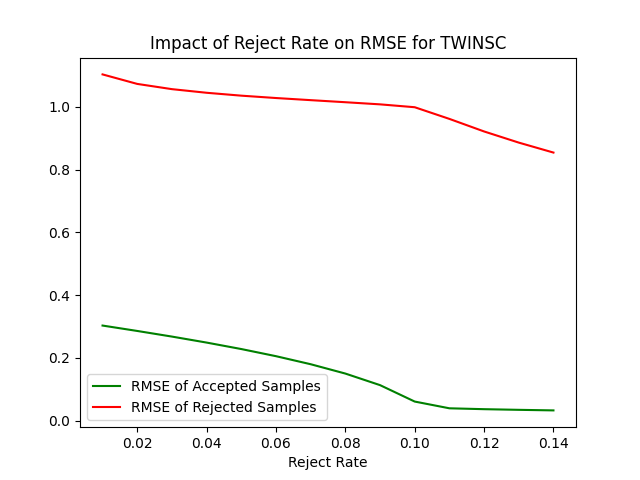 Impact of Reject Rate on RMSE for TWINSC
1.0
0.8
0.6
0.4
0.2
0.0
RMSE of Accepted Samples
RMSE of Rejected Samples
0.02 0.04 0.06 0.08 0.10 0.12 0.14
Reject Rate